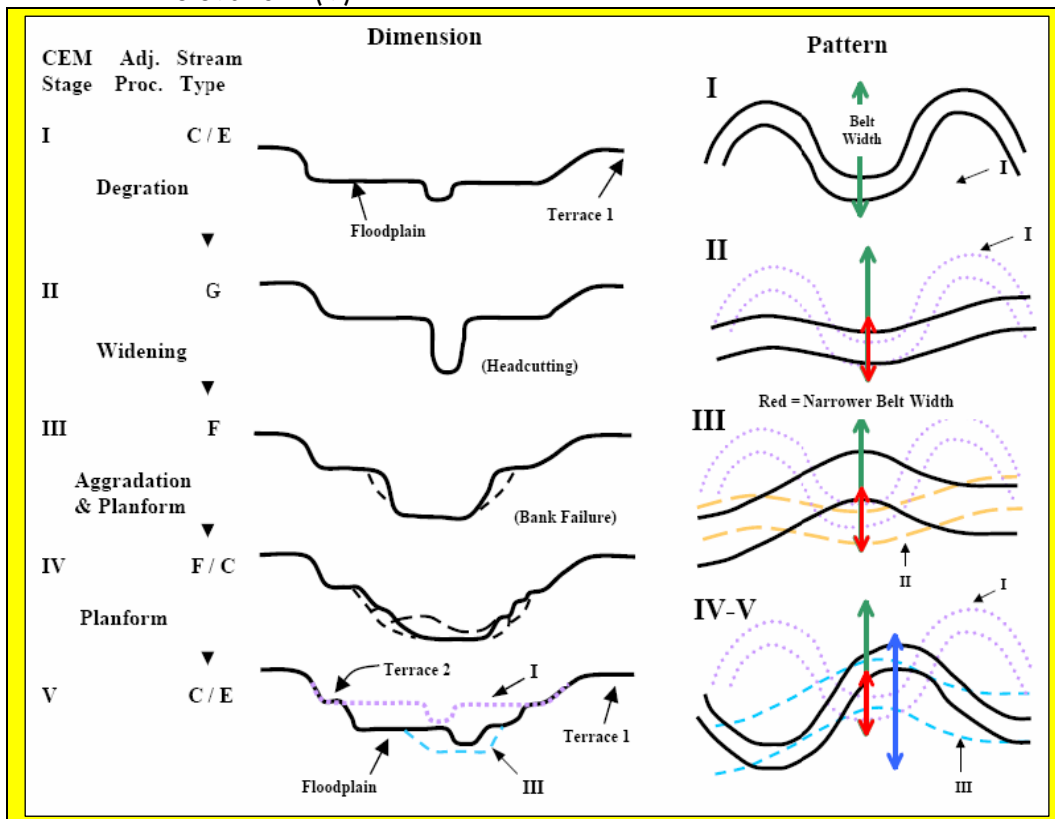 Dimension
CEM Adj. Stream
Stage Proc. Type
I C / E
Degration
Floodplain
Terrace 1
II G
Widening
(Headcutting)
III F
Aggradation
& Planform
(Bank Failure)
IV F / C
Planform
V C / E
Terrace 2
I
Terrace 1
Floodplain
III
Pattern
I
Belt
Width
I
II
I
Red = Narrower Belt Width
III
II
IV-V
I
III